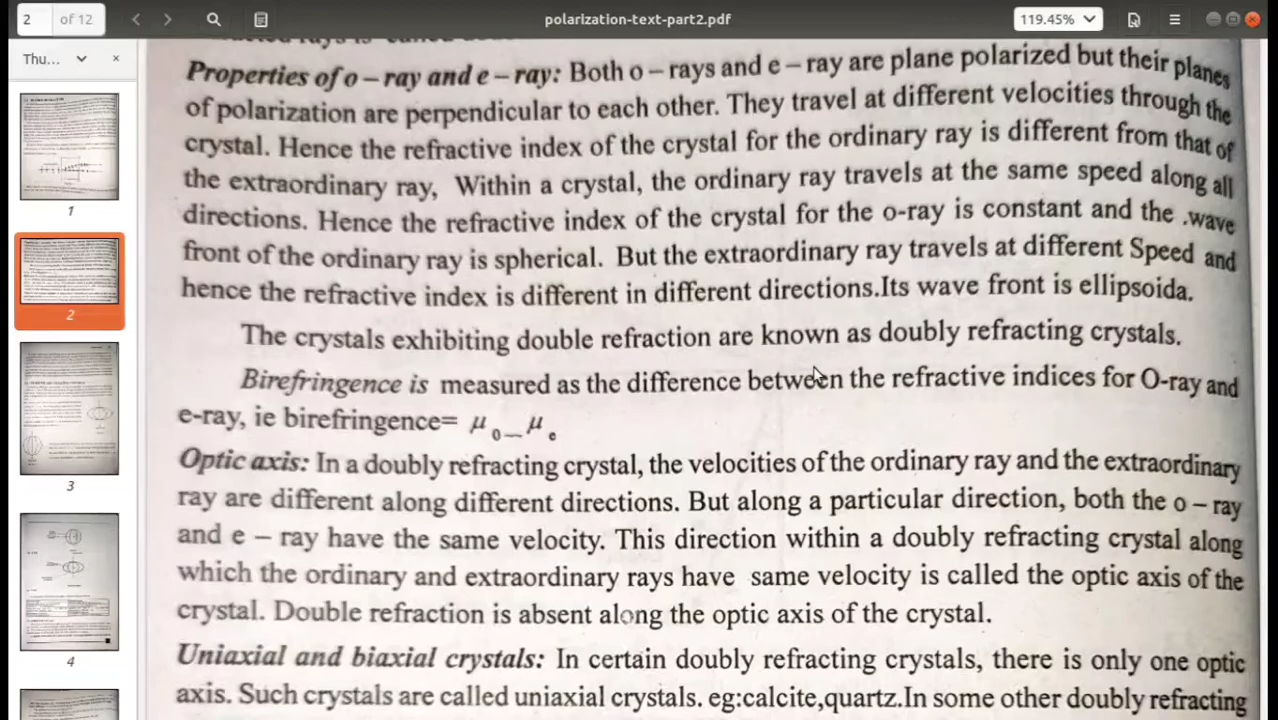 2 of 12
polarization-text-part2.pdf
119.45%
Thu...
1
2
3
4
Properties of o – ray and e – ray: Both o – rays and e – ray are plane polarized but their planes
of polarization are perpendicular to each other. They travel at different velocities through the
crystal. Hence the refractive index of the crystal for the ordinary ray is different from that of
the extraordinary ray, Within a crystal, the ordinary ray travels at the same speed along all
directions. Hence the refractive index of the crystal for the o-ray is constant and the .wave
front of the ordinary ray is spherical. But the extraordinary ray travels at different Speed and
hence the refractive index is different in different directions.Its wave front is ellipsoida.
The crystals exhibiting double refraction are known as doubly refracting crystals.
Birefringence is measured as the difference between the refractive indices for O-ray and
e-ray, ie birefringence= μ₀_ μₑ
Optic axis: In a doubly refracting crystal, the velocities of the ordinary ray and the extraordinary
ray are different along different directions. But along a particular direction, both the o – ray
and e – ray have the same velocity. This direction within a doubly refracting crystal along
which the ordinary and extraordinary rays have same velocity is called the optic axis of the
crystal. Double refraction is absent along the optic axis of the crystal.
Uniaxial and biaxial crystals: In certain doubly refracting crystals, there is only one optic
axis. Such crystals are called uniaxial crystals. eg:calcite,quartz.In some other doubly refracting